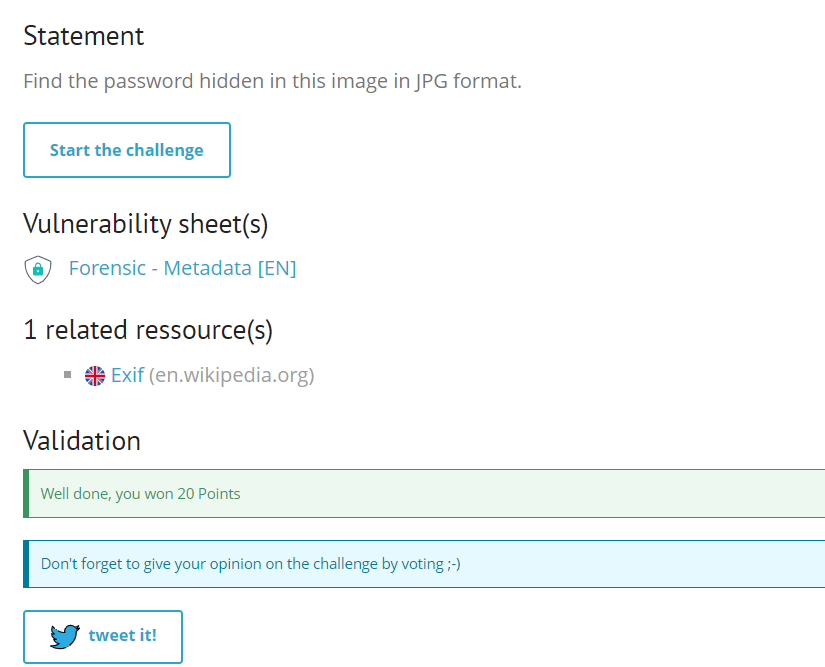 Statement
Find the password hidden in this image in JPG format.
Start the challenge
Vulnerability sheet(s)
Forensic - Metadata [EN]
1 related ressource(s)
Exif (en.wikipedia.org)
Validation
Well done, you won 20 Points
Don't forget to give your opinion on the challenge by voting ;-)
tweet it!